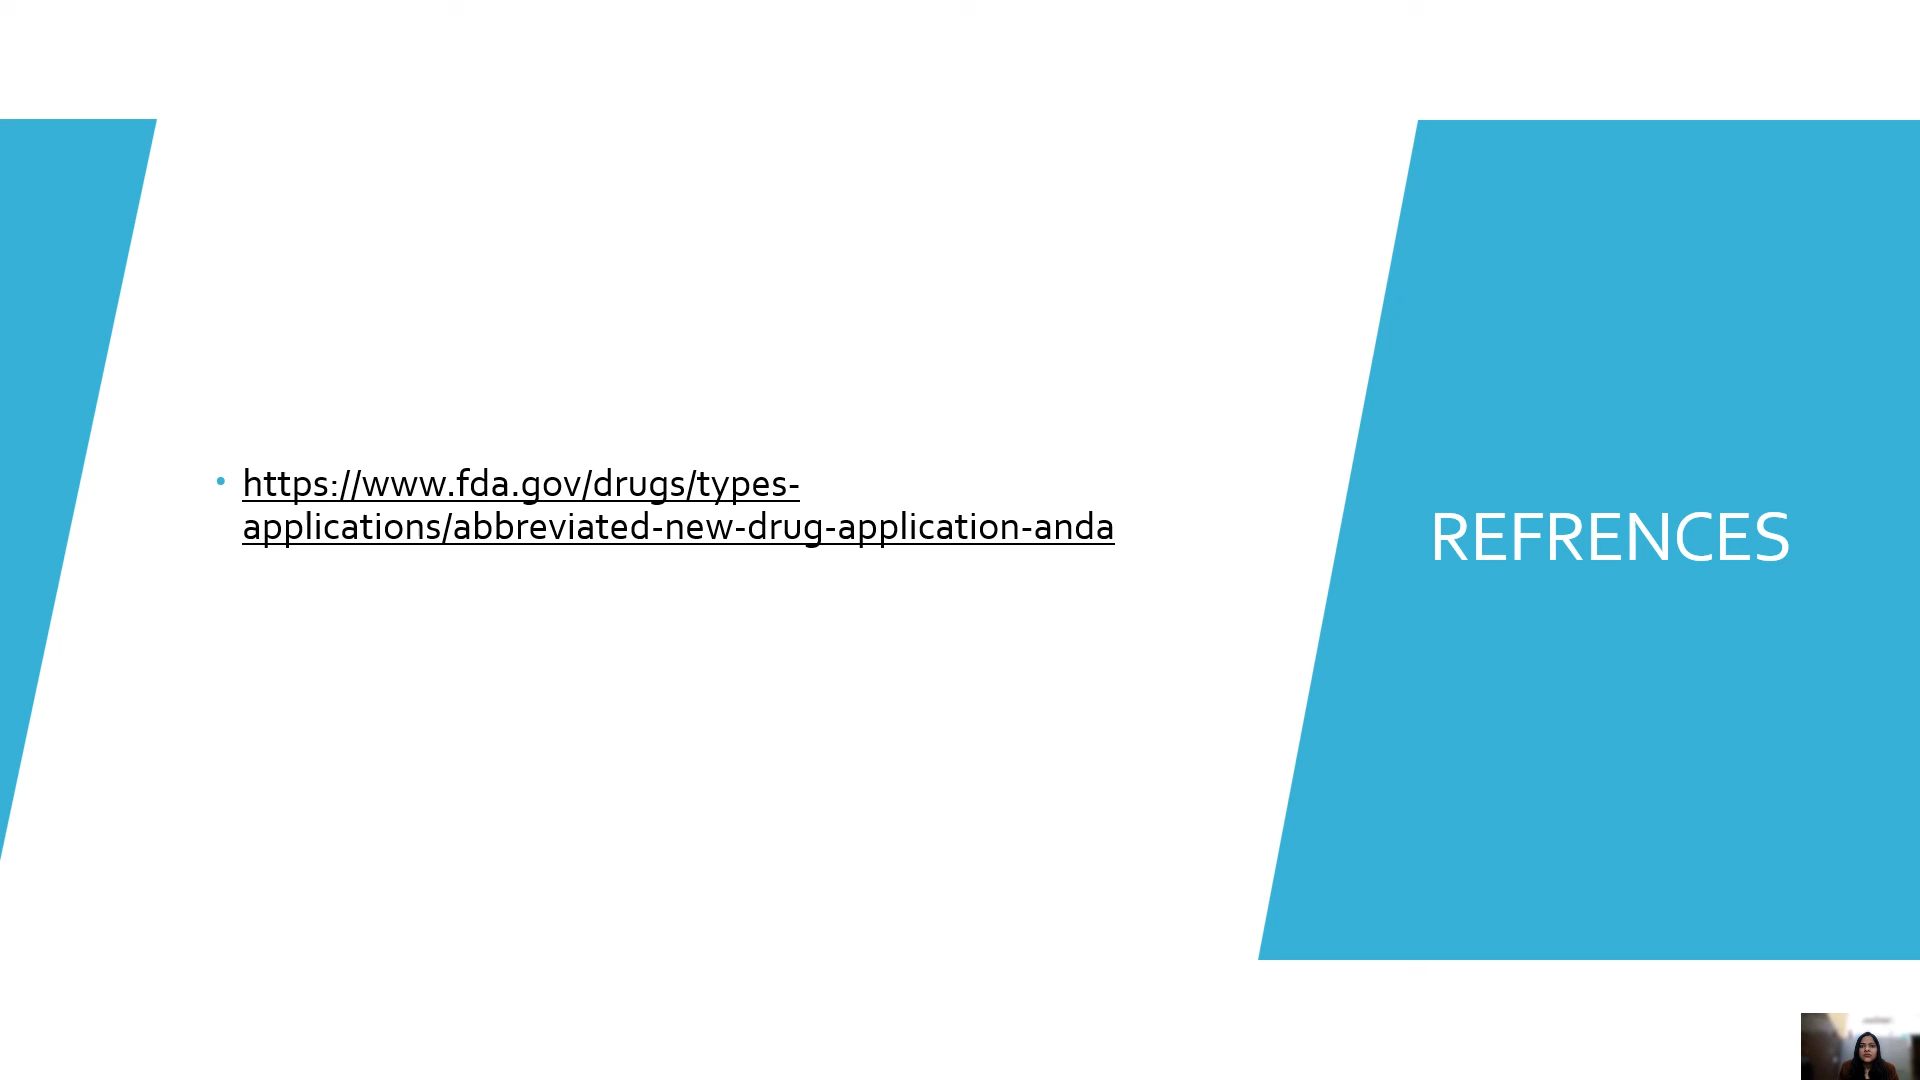 https://www.fda.gov/drugs/types-
applications/abbreviated-new-drug-application-anda
REFRENCES